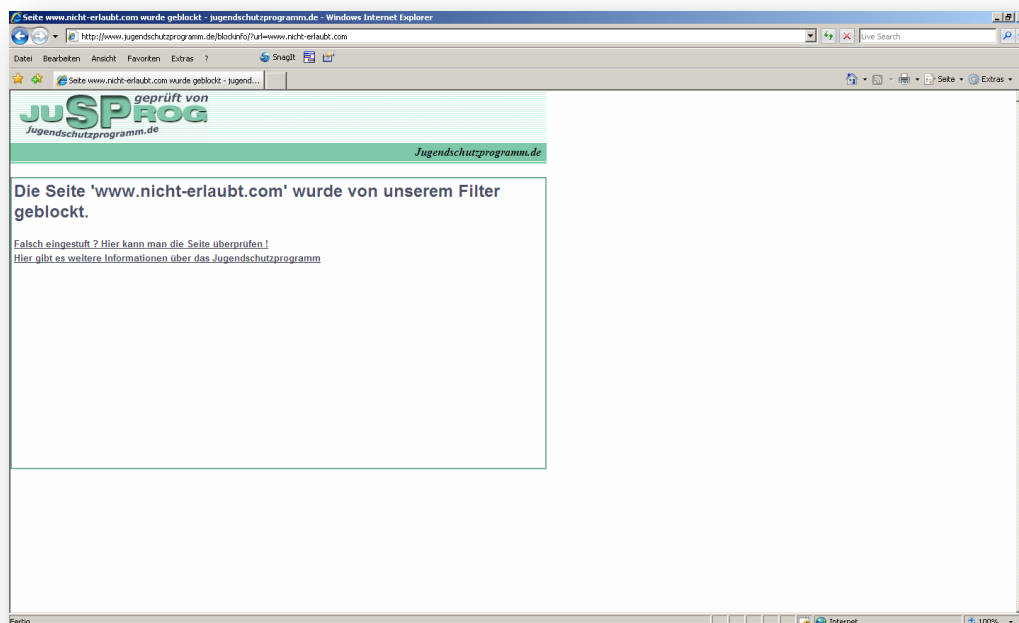 Seite www.nicht-erlaubt.com wurde geblockt - jugendschutzprogramm.de - Windows Internet Explorer
http://www.jugendschutzprogramm.de/blockinfo/?url=www.nicht-erlaubt.com
Live Search
Datei Bearbeiten Ansicht Favoriten Extras ? SnagIt
Seite www.nicht-erlaubt.com wurde geblockt - jugend...
Seite Extras
geprüft von
JUSPROG
Jugendschutzprogramm.de
Jugendschutzprogramm.de
Die Seite 'www.nicht-erlaubt.com' wurde von unserem Filter
geblockt.
Falsch eingestuft ? Hier kann man die Seite überprüfen !
Hier gibt es weitere Informationen über das Jugendschutzprogramm
Fertig Internet 100%